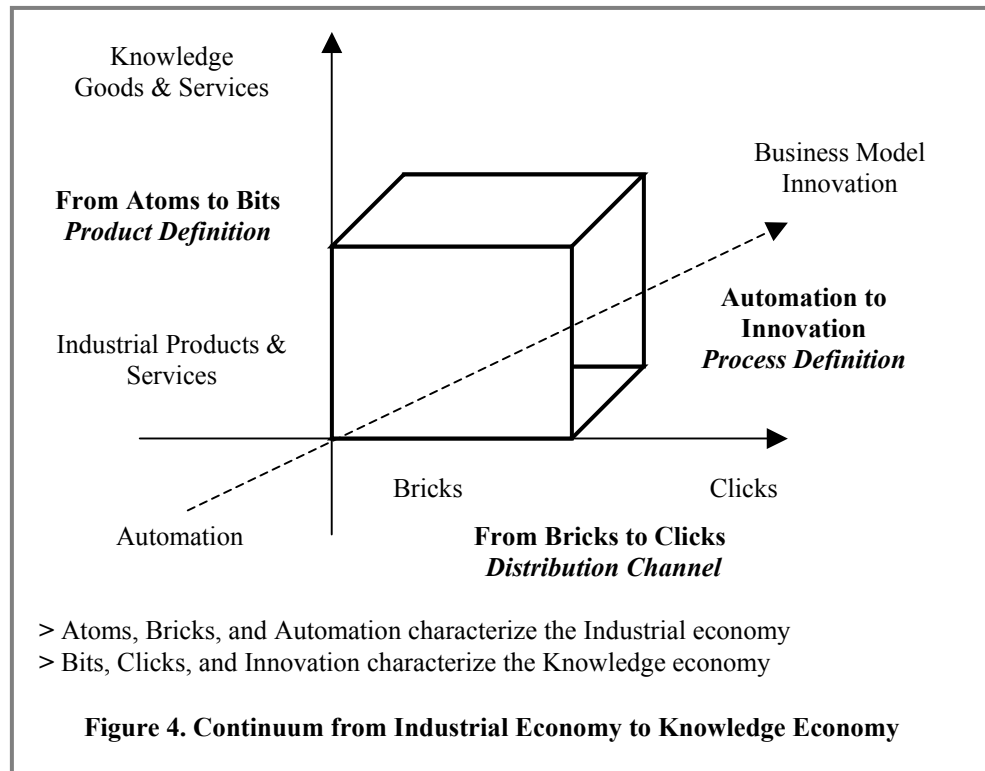 Knowledge
Goods & Services
Business Model
Innovation
From Atoms to Bits
Product Definition
Automation to
Innovation
Process Definition
Industrial Products &
Services
Bricks
Clicks
Automation
From Bricks to Clicks
Distribution Channel
> Atoms, Bricks, and Automation characterize the Industrial economy
> Bits, Clicks, and Innovation characterize the Knowledge economy
Figure 4. Continuum from Industrial Economy to Knowledge Economy